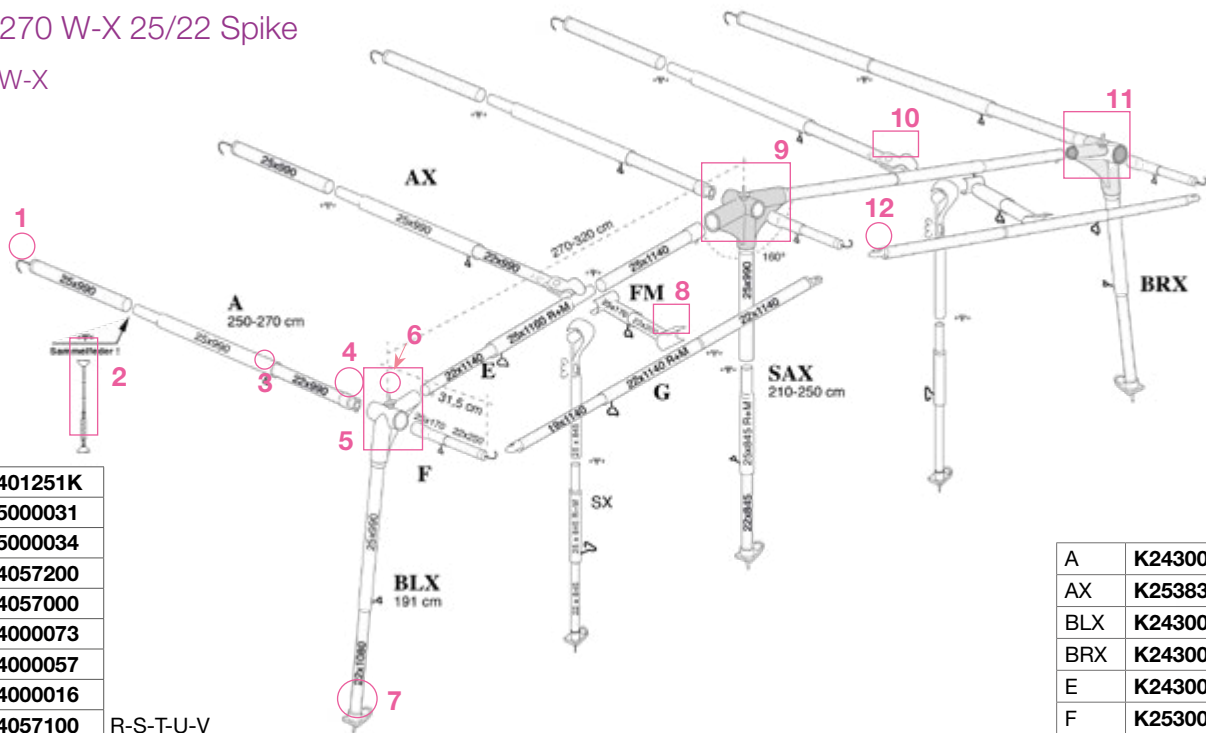 270 W-X 25/22 Spike
W-X
11
10
9
1
AX
25x990
25x990
22x990
270-320 cm
12
160°
25x1140
25x990
FM
8
BRX
25x990
A
250-270 cm
25x990
22x990
Sammelfeder !
2
3
4
6
5
25x1160 R+M
22x1140
E
31,5 cm
22x250
F
22x1140
22x1140 R+M
19x1140
G
SAX
210-250 cm
25x845 R+M
22x845
SX
25x990
BLX
191 cm
22x1080
7
401251K
5000031
5000034
4057200
4057000
4000073
4000057
4000016
4057100 R-S-T-U-V
A K24300
AX K25383
BLX K24300
BRX K24300
E K24300
F K25300